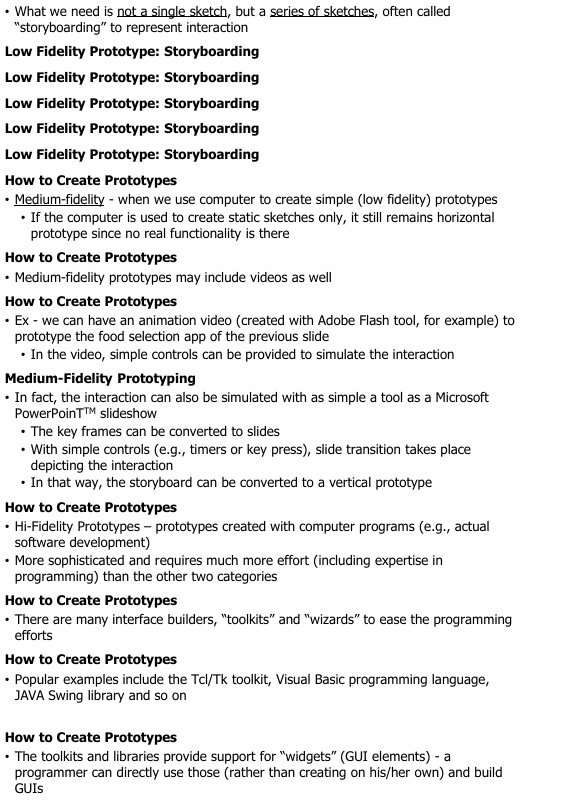 • What we need is not a single sketch, but a series of sketches, often called
“storyboarding” to represent interaction
Low Fidelity Prototype: Storyboarding
Low Fidelity Prototype: Storyboarding
Low Fidelity Prototype: Storyboarding
Low Fidelity Prototype: Storyboarding
Low Fidelity Prototype: Storyboarding
How to Create Prototypes
• Medium-fidelity - when we use computer to create simple (low fidelity) prototypes
• If the computer is used to create static sketches only, it still remains horizontal
prototype since no real functionality is there
How to Create Prototypes
• Medium-fidelity prototypes may include videos as well
How to Create Prototypes
• Ex - we can have an animation video (created with Adobe Flash tool, for example) to
prototype the food selection app of the previous slide
• In the video, simple controls can be provided to simulate the interaction
Medium-Fidelity Prototyping
• In fact, the interaction can also be simulated with as simple a tool as a Microsoft
PowerPoinT™ slideshow
• The key frames can be converted to slides
• With simple controls (e.g., timers or key press), slide transition takes place
depicting the interaction
• In that way, the storyboard can be converted to a vertical prototype
How to Create Prototypes
• Hi-Fidelity Prototypes – prototypes created with computer programs (e.g., actual
software development)
• More sophisticated and requires much more effort (including expertise in
programming) than the other two categories
How to Create Prototypes
• There are many interface builders, “toolkits” and “wizards” to ease the programming
efforts
How to Create Prototypes
• Popular examples include the Tcl/Tk toolkit, Visual Basic programming language,
JAVA Swing library and so on
How to Create Prototypes
• The toolkits and libraries provide support for “widgets” (GUI elements) - a
programmer can directly use those (rather than creating on his/her own) and build
GUIs